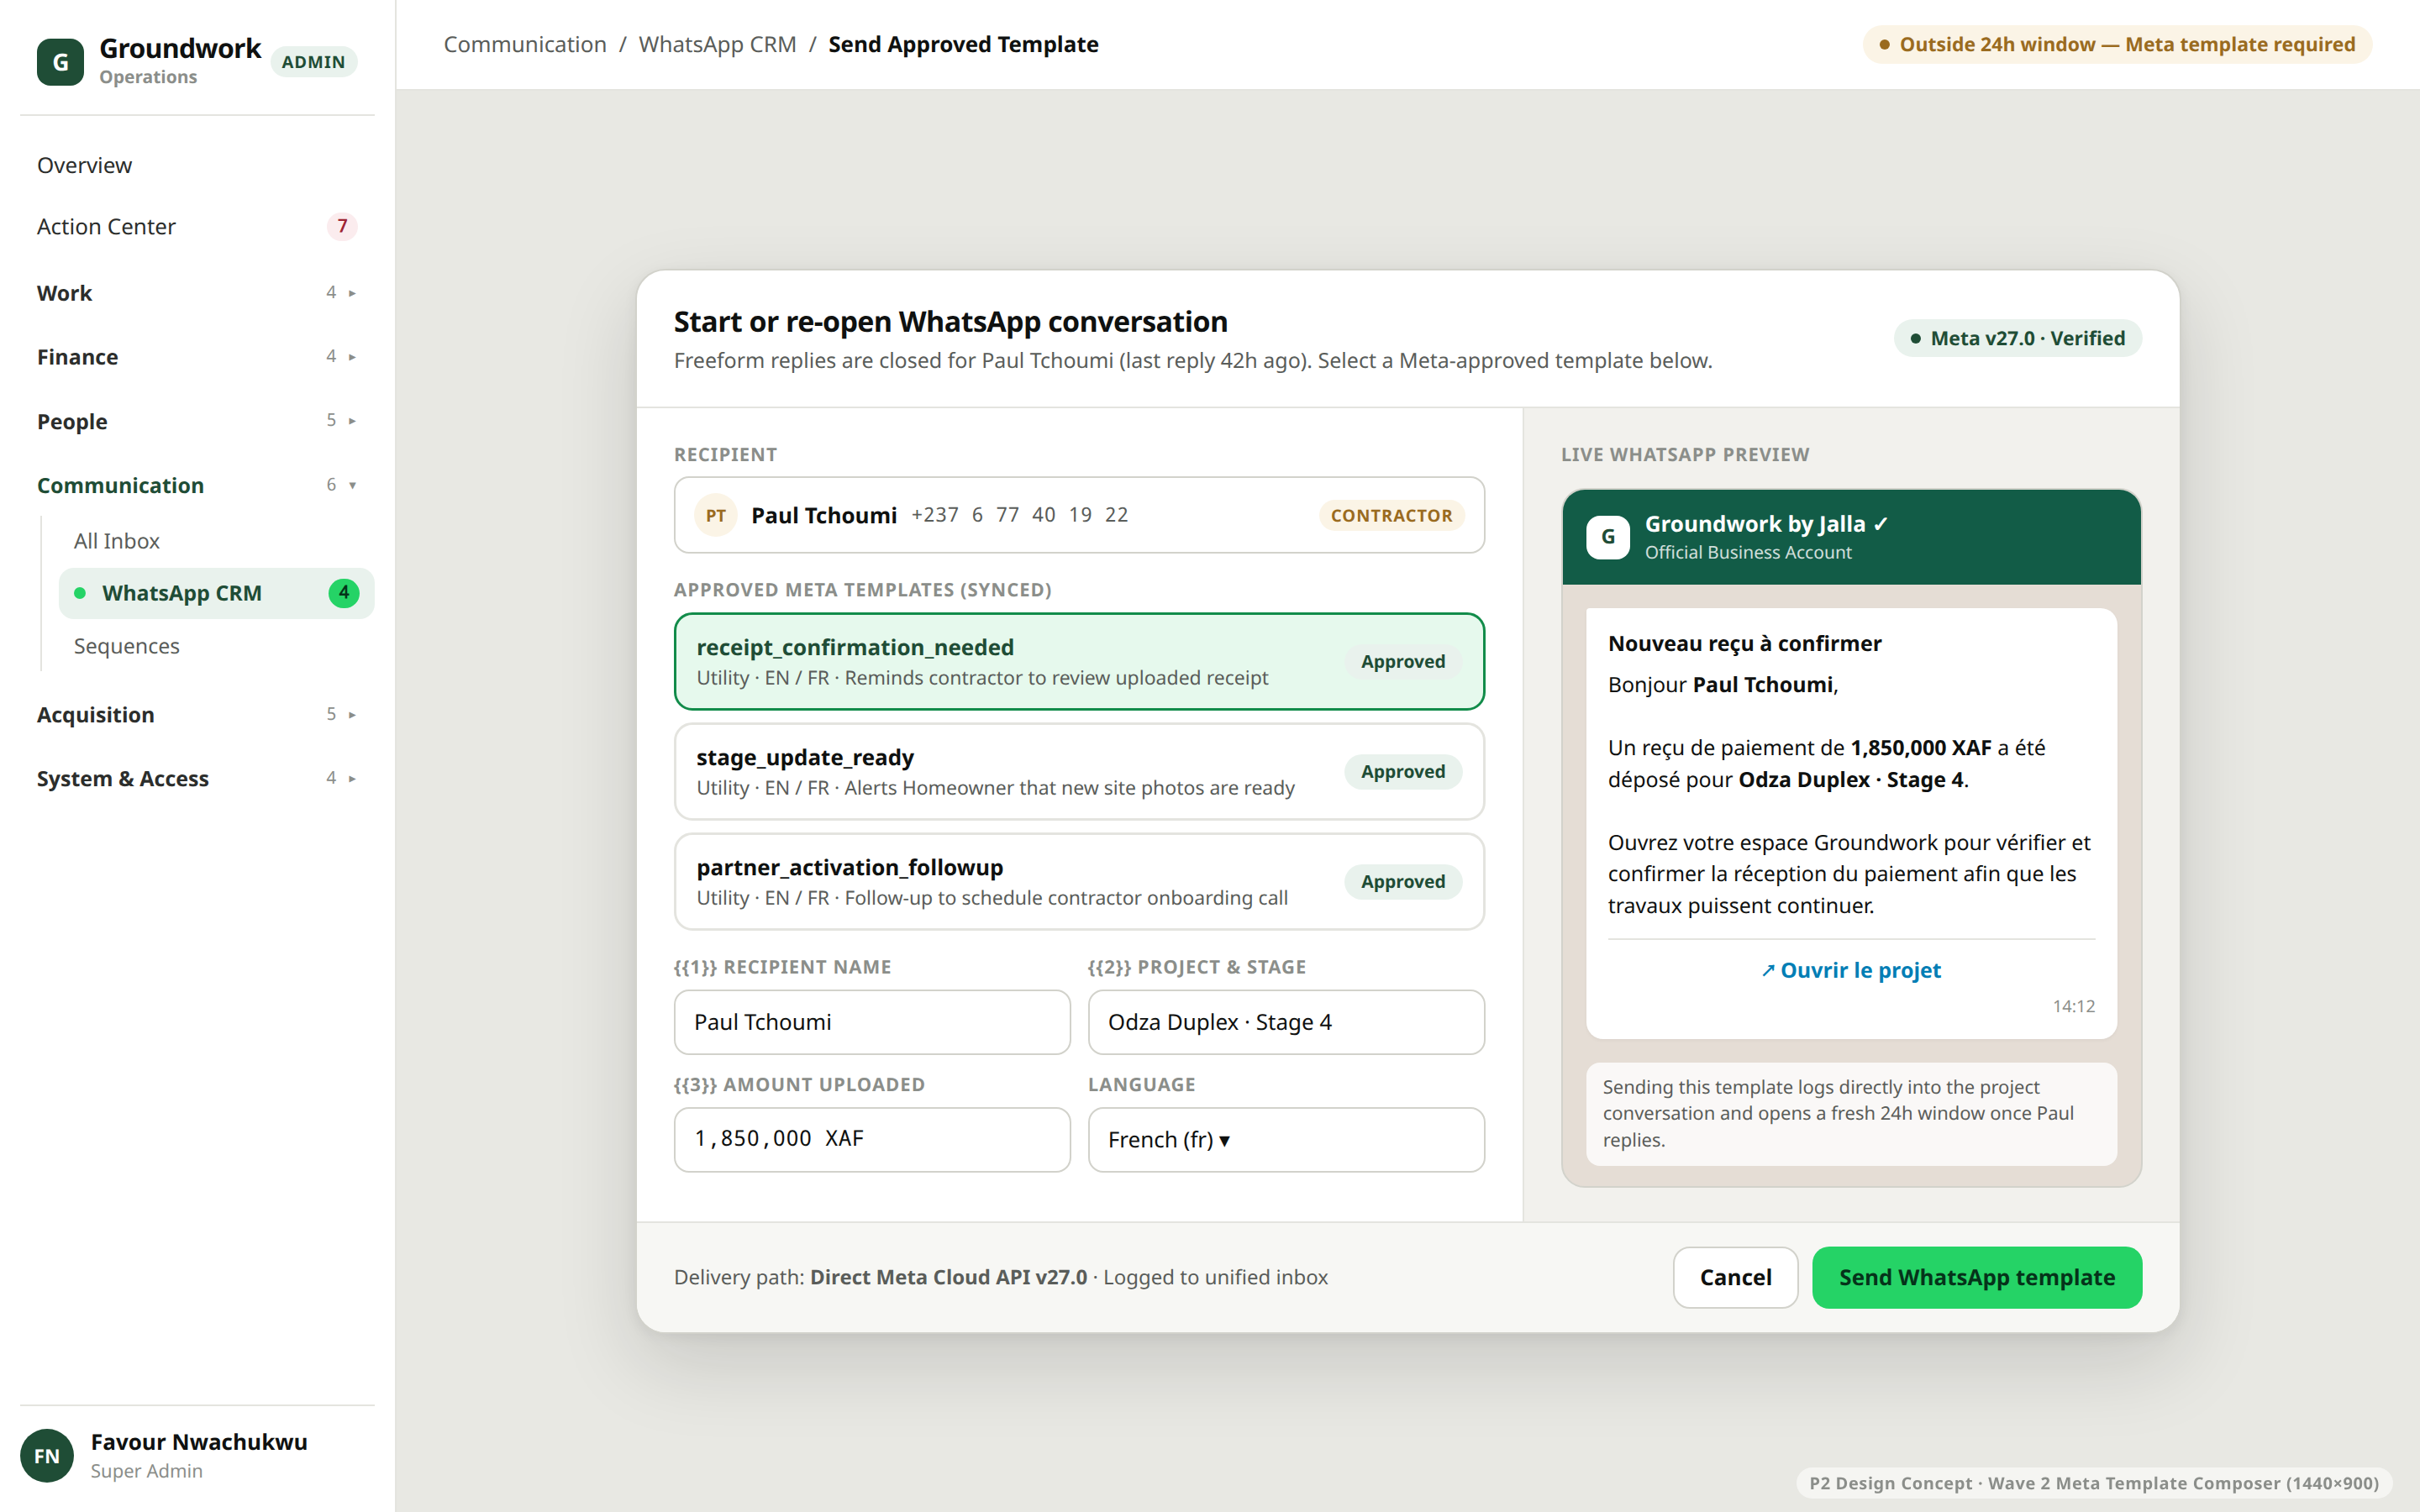 G
Groundwork
Operations
ADMIN
Overview
Action Center 7
Work 4 ▸
Finance 4 ▸
People 5 ▸
Communication 6 ▾
All Inbox
WhatsApp CRM 4
Sequences
Acquisition 5 ▸
System & Access 4 ▸
FN
Favour Nwachukwu
Super Admin
Communication / WhatsApp CRM / Send Approved Template
Outside 24h window — Meta template required
Start or re-open WhatsApp conversation
Freeform replies are closed for Paul Tchoumi (last reply 42h ago). Select a Meta-approved template below.
Meta v27.0 · Verified
RECIPIENT
PT Paul Tchoumi +237 6 77 40 19 22 CONTRACTOR
APPROVED META TEMPLATES (SYNCED)
receipt_confirmation_needed
Utility · EN / FR · Reminds contractor to review uploaded receipt
Approved
stage_update_ready
Utility · EN / FR · Alerts Homeowner that new site photos are ready
Approved
partner_activation_followup
Utility · EN / FR · Follow-up to schedule contractor onboarding call
Approved
{{1}} RECIPIENT NAME
Paul Tchoumi
{{2}} PROJECT & STAGE
Odza Duplex · Stage 4
{{3}} AMOUNT UPLOADED
1,850,000 XAF
LANGUAGE
French (fr) ▾
LIVE WHATSAPP PREVIEW
G
Groundwork by Jalla ✓
Official Business Account
Nouveau reçu à confirmer
Bonjour Paul Tchoumi,
Un reçu de paiement de 1,850,000 XAF a été
déposé pour Odza Duplex · Stage 4.
Ouvrez votre espace Groundwork pour vérifier et
confirmer la réception du paiement afin que les
travaux puissent continuer.
↗ Ouvrir le projet
14:12
Sending this template logs directly into the project
conversation and opens a fresh 24h window once Paul
replies.
Delivery path: Direct Meta Cloud API v27.0 · Logged to unified inbox
Cancel
Send WhatsApp template
P2 Design Concept · Wave 2 Meta Template Composer (1440×900)